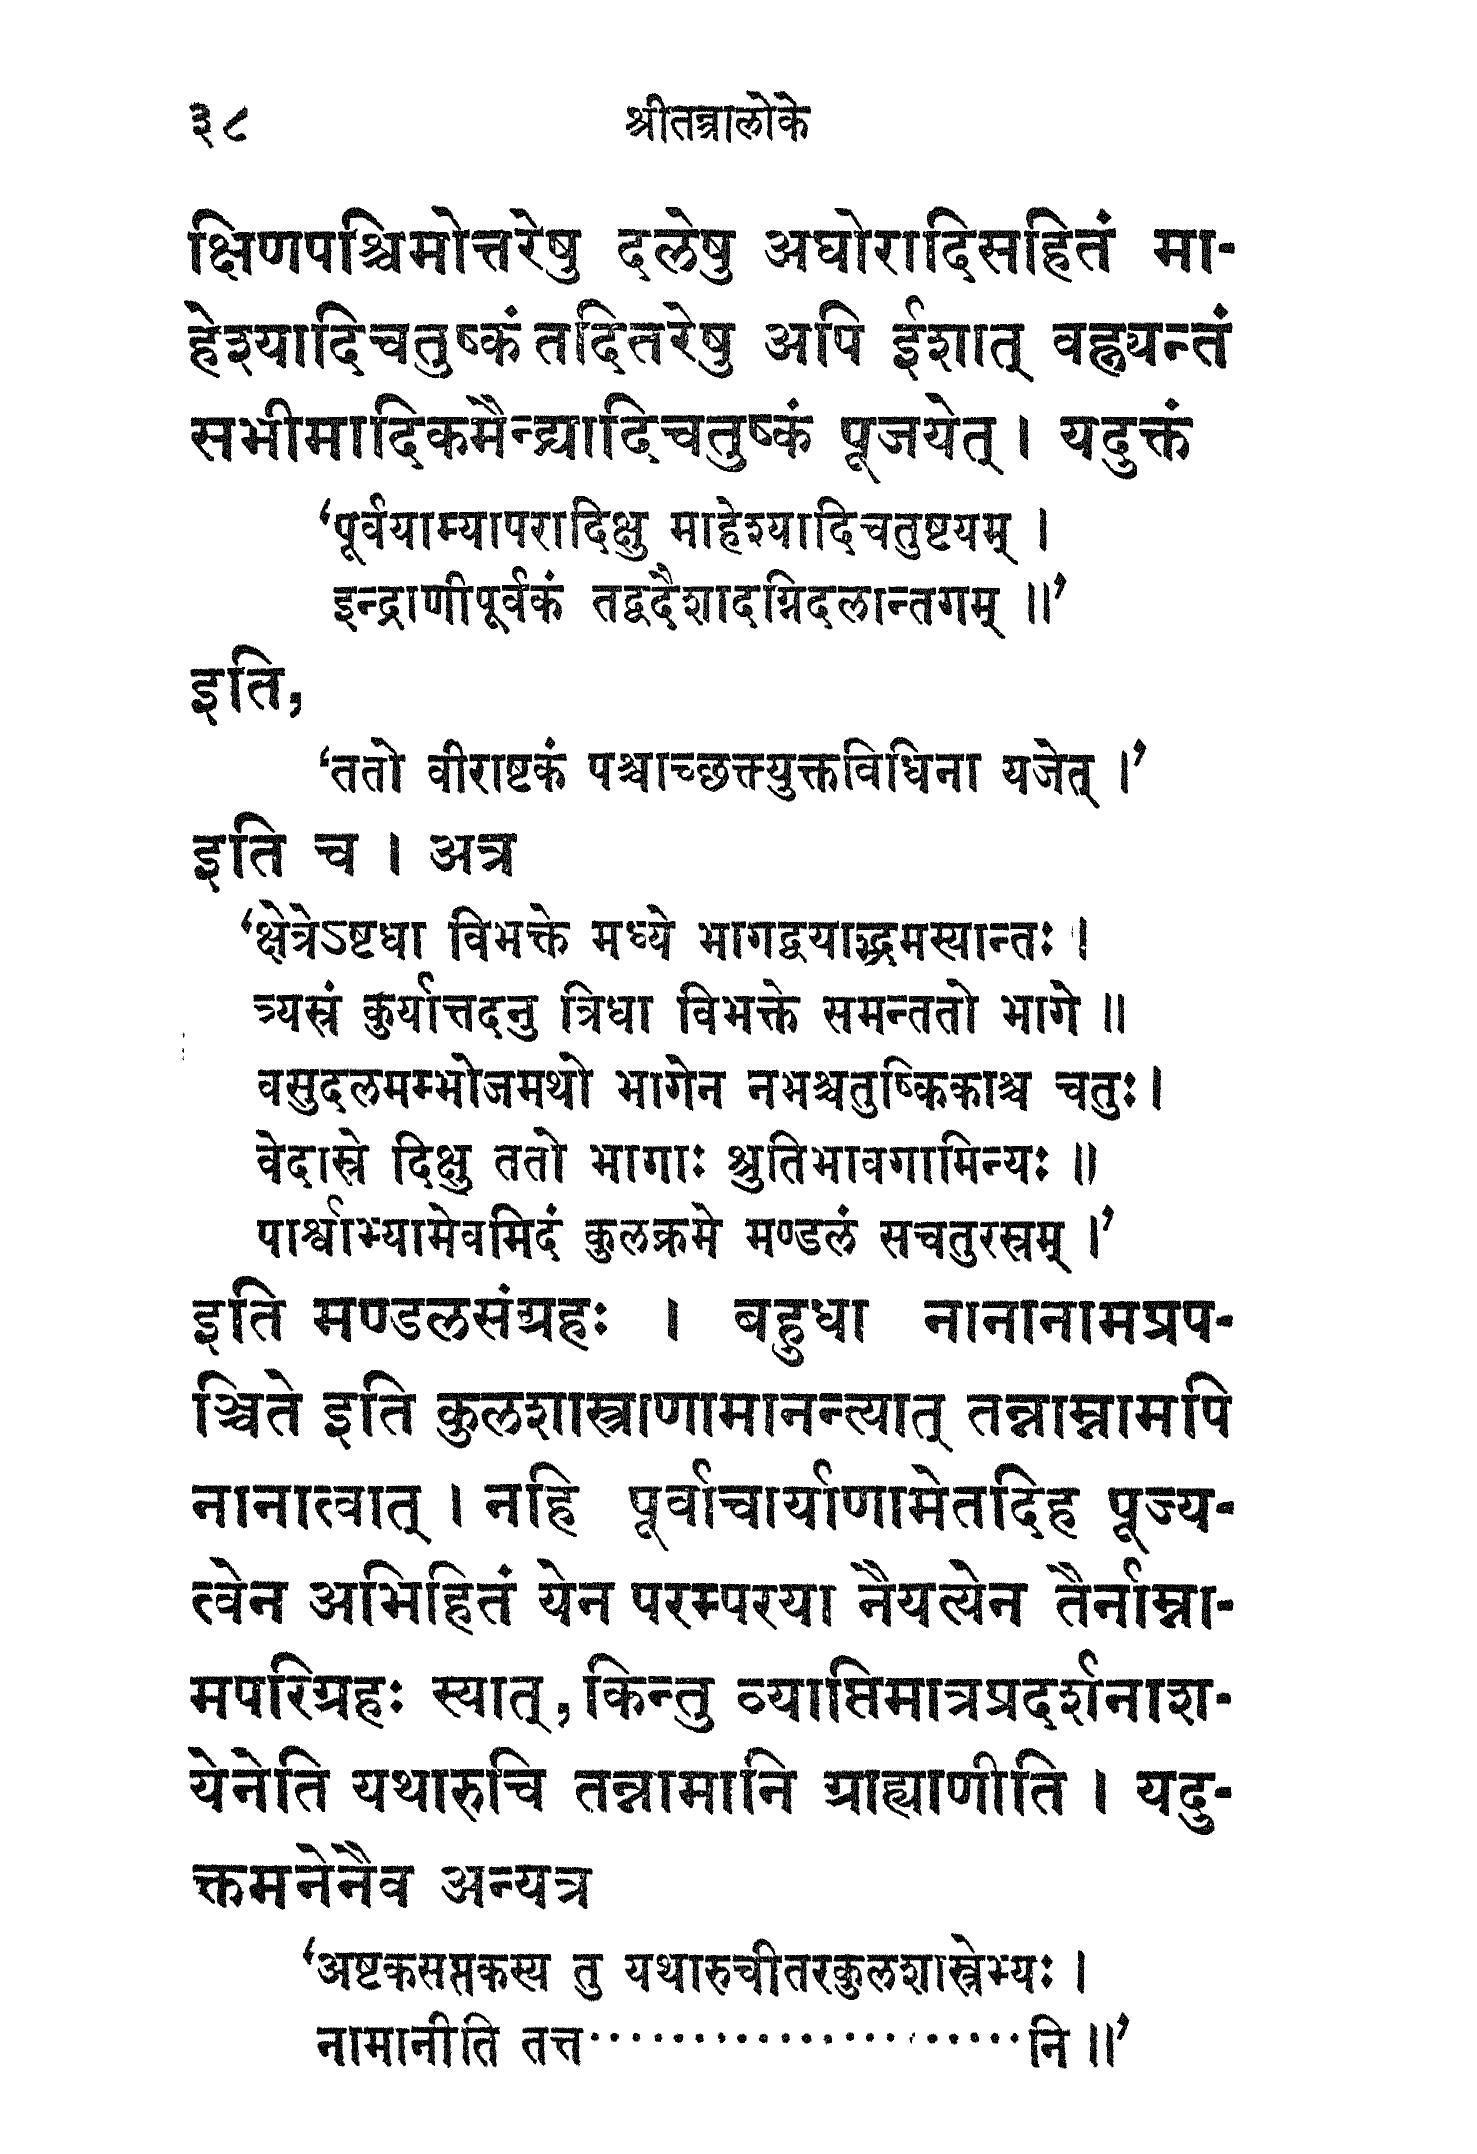 ३८ श्रीतन्त्रालोके
क्षिणपश्चिमोत्तरेषु दलेषु अघोरादिसहितं मा-
हेश्यादिचतुष्कं तदितरेषु अपि ईशात् वह्न्यन्तं
सभीमादिकमैन्द्र्यादिचतुष्कं पूजयेत् । यदुक्तं
‘पूर्वयाम्यापरादिक्षु माहेश्यादिचतुष्टयम् ।
इन्द्राणीपूर्वकं तद्वदैशादग्निदलान्तगम् ॥’
इति,
‘ततो वीराष्टकं पश्चाच्छक्त्युक्तविधिना यजेत् ।’
इति च । अत्र
‘क्षेत्रेऽष्टधा विभक्ते मध्ये भागद्वयाद्भ्रमस्यान्तः ।
त्र्यस्रं कुर्यात्तदनु त्रिधा विभक्ते समन्ततो भागे ॥
वसुदलमम्भोजमथो भागेन नभश्चतुष्किकाश्च चतुः ।
वेदास्रे दिक्षु ततो भागाः श्रुतिभावगामिन्यः ॥
पार्श्वाभ्यामेवमिदं कुलक्रमे मण्डलं सचतुरस्रम् ।’
इति मण्डलसंग्रहः । बहुधा नानानामप्रप-
ञ्चिते इति कुलशास्त्राणामानन्त्यात् तन्नाम्नामपि
नानात्वात् । नहि पूर्वाचार्याणामेतदिह पूज्य-
त्वेन अभिहितं येन परम्परया नैयत्येन तैर्नाम्ना-
मपरिग्रहः स्यात्, किन्तु व्याप्तिमात्रप्रदर्शनाश-
येनेति यथारुचि तन्नामानि ग्राह्याणीति । यदु-
क्तमनेनैव अन्यत्र
‘अष्टकसप्तकस्य तु यथारुचीतरकुलशास्त्रेभ्यः ।
नामानीति तत्त.....................नि ॥’